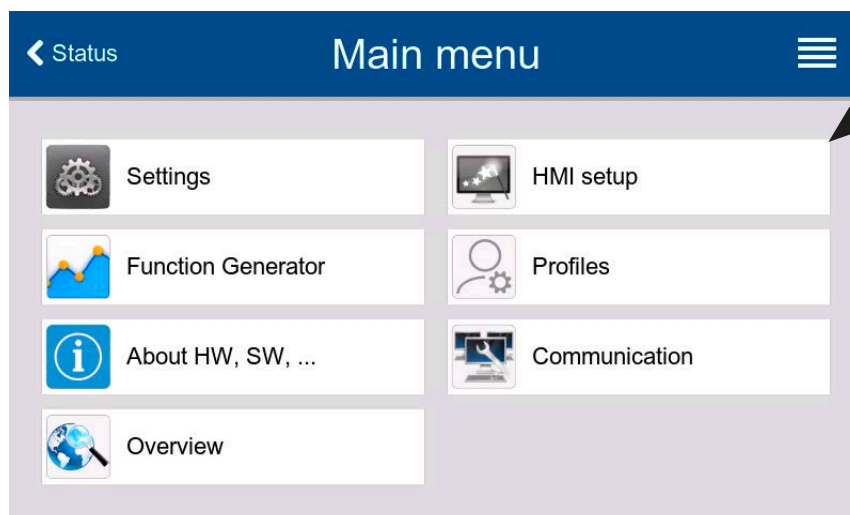 Status
Main menu
Settings
HMI setup
Function Generator
Profiles
About HW, SW, ...
Communication
Overview